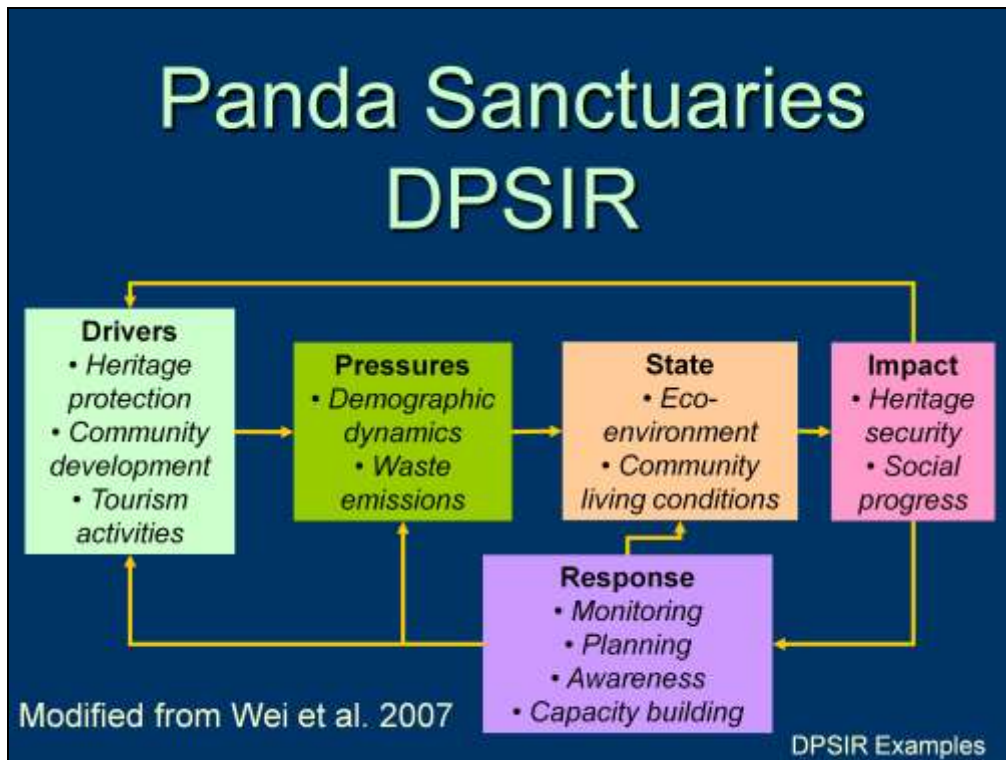 Panda Sanctuaries
DPSIR
Drivers
• Heritage
protection
• Community
development
• Tourism
activities
Pressures
• Demographic
dynamics
• Waste
emissions
State
• Eco-
environment
• Community
living conditions
Impact
• Heritage
security
• Social
progress
Response
• Monitoring
• Planning
• Awareness
• Capacity building
Modified from Wei et al. 2007
DPSIR Examples